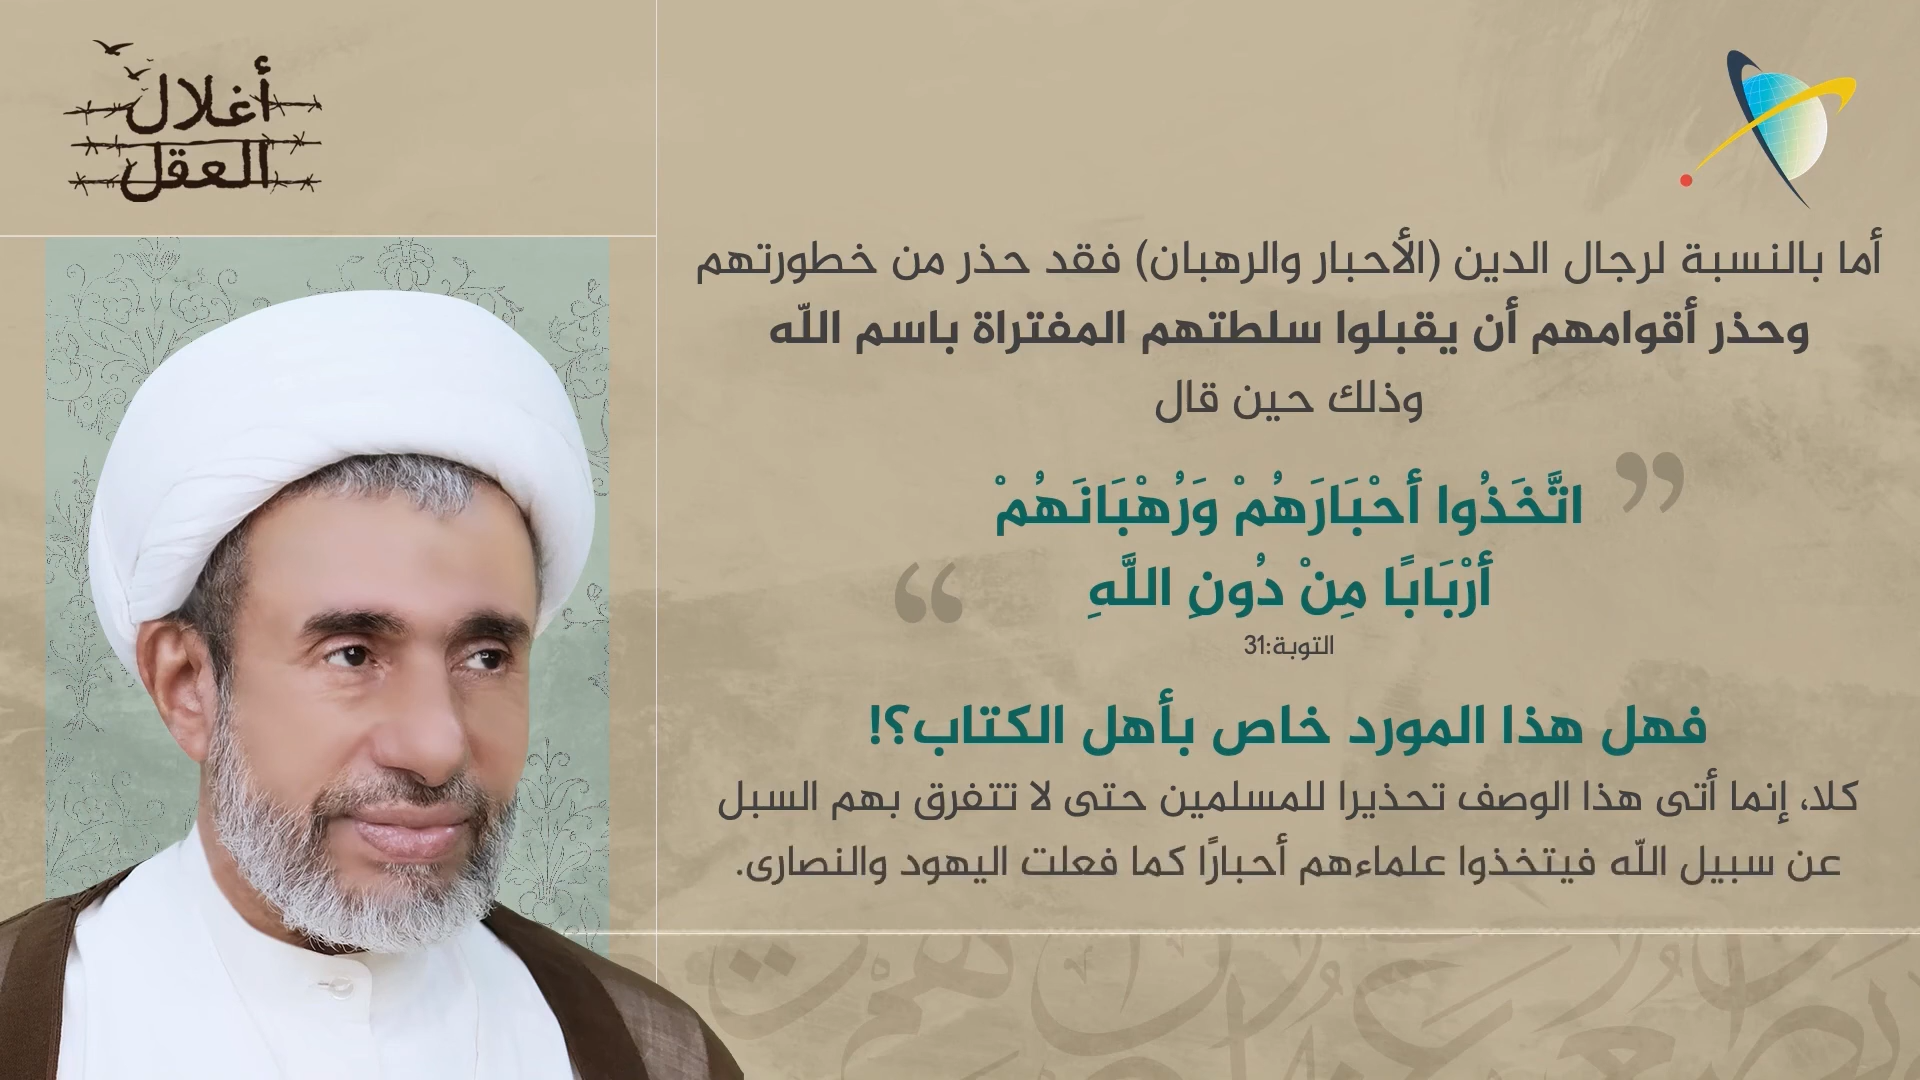 أغلال
العقل
أما بالنسبة لرجال الدين (الأحبار والرهبان) فقد حذر من خطورتهم
وحذر أقوامهم أن يقبلوا سلطتهم المفتراة باسم اللّه
وذلك حين قال
اتَّخَذُوا أَحْبَارَهُمْ وَرُهْبَانَهُمْ
أَرْبَابًا مِنْ دُونِ اللَّهِ
التوبة:31
فهل هذا المورد خاص بأهل الكتاب؟!
كلا، إنما أتى هذا الوصف تحذيرا للمسلمين حتى لا تتفرق بهم السبل
عن سبيل اللّه فيتخذوا علماءهم أحبارًا كما فعلت اليهود والنصارى.